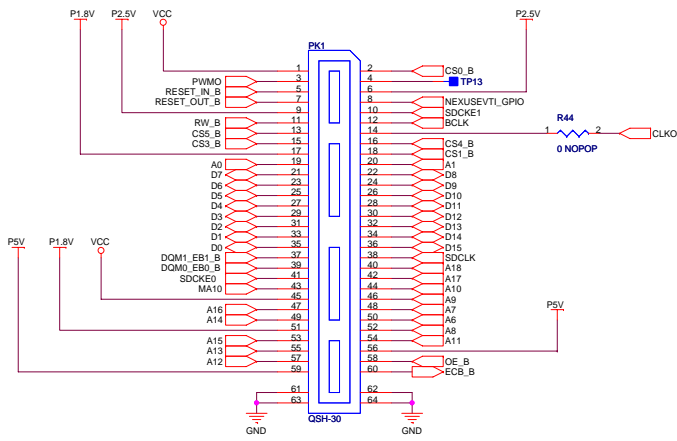 P1.8V P2.5V VCC P2.5V
PK1
1 2 CS0_B
PWMO 3 4 TP13
RESET_IN_B 5 6
RESET_OUT_B 7 8 NEXUSEVTI_GPIO
9 10 SDCKE1
RW_B 11 12 BCLK
R44
CS5_B 13 14 1 2 CLKO
0 NOPOP
CS3_B 15 16 CS4_B
17 18 CS1_B
A0 19 20 A1
D7 21 22 D8
D6 23 24 D9
D5 25 26 D10
D4 27 28 D11
D3 29 30 D12
D2 31 32 D13
D1 33 34 D14
D0 35 36 D15
P5V P1.8V VCC
DQM1_EB1_B 37 38 SDCLK
DQM0_EB0_B 39 40 A18
SDCKE0 41 42 A17
MA10 43 44 A10
45 46 A9
A16 47 48 A7
P5V
A14 49 50 A6
51 52 A8
A15 53 54 A11
A13 55 56
A12 57 58 OE_B
59 60 ECB_B
61 62
63 64
QSH-30
GND GND